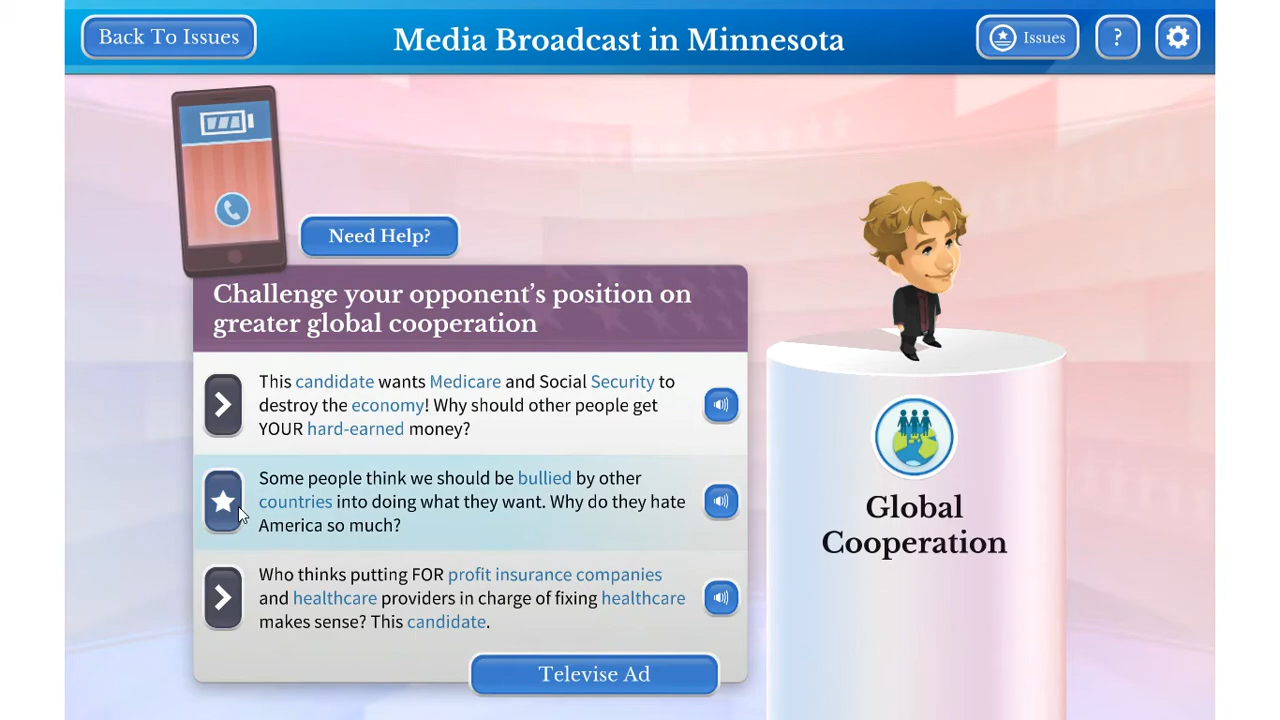 Back To Issues
Media Broadcast in Minnesota
Issues
?
Need Help?
Challenge your opponent’s position on
greater global cooperation
This candidate wants Medicare and Social Security to
destroy the economy! Why should other people get
YOUR hard-earned money?
Some people think we should be bullied by other
countries into doing what they want. Why do they hate
America so much?
Who thinks putting FOR profit insurance companies
and healthcare providers in charge of fixing healthcare
makes sense? This candidate.
Televise Ad
Global
Cooperation